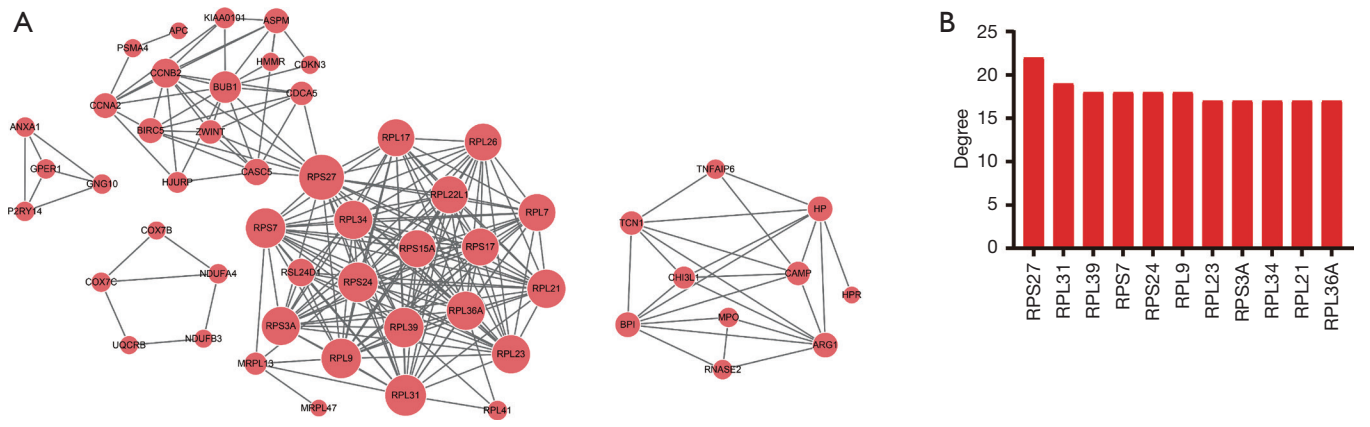 A
KIAA0101
ASPM
APC
PSMA4
HMMR
CDKN3
CCNB2
BUB1
CDCA5
CCNA2
BIRC5
ZWINT
HJURP
CASC5
ANXA1
GPER1
GNG10
P2RY14
COX7B
COX7C
NDUFA4
UQCRB
NDUFB3
RPL17
RPL26
RPS27
RPL22L1
RPL7
RPS7
RPL34
RPS15A
RPS17
RSL24D1
RPS24
RPL21
RPS3A
RPL39
RPL36A
RPL9
RPL23
MRPL13
RPL31
MRPL47
RPL41
TNFAIP6
TCN1
HP
CHI3L1
CAMP
HPR
BPI
MPO
ARG1
RNASE2
B
25
20
15
10
5
0
Degree
RPS27
RPL31
RPL39
RPS7
RPS24
RPL9
RPL23
RPS3A
RPL34
RPL21
RPL36A